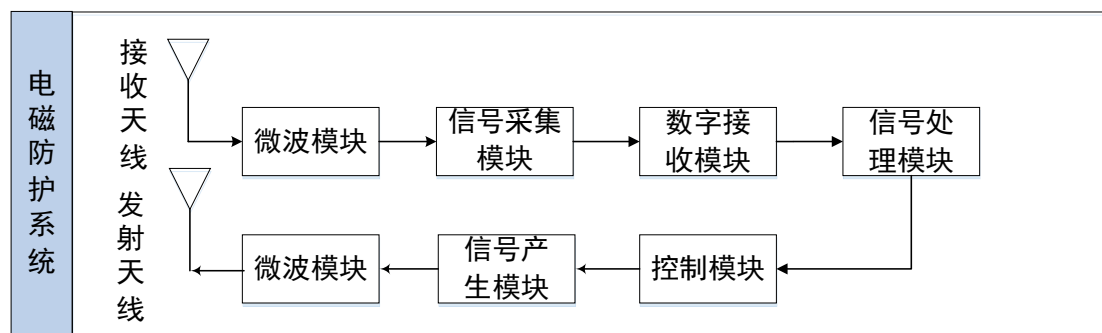 电磁防护系统
接收天线
微波模块
信号采集
模块
数字接
收模块
信号处
理模块
发射天线
微波模块
信号产
生模块
控制模块